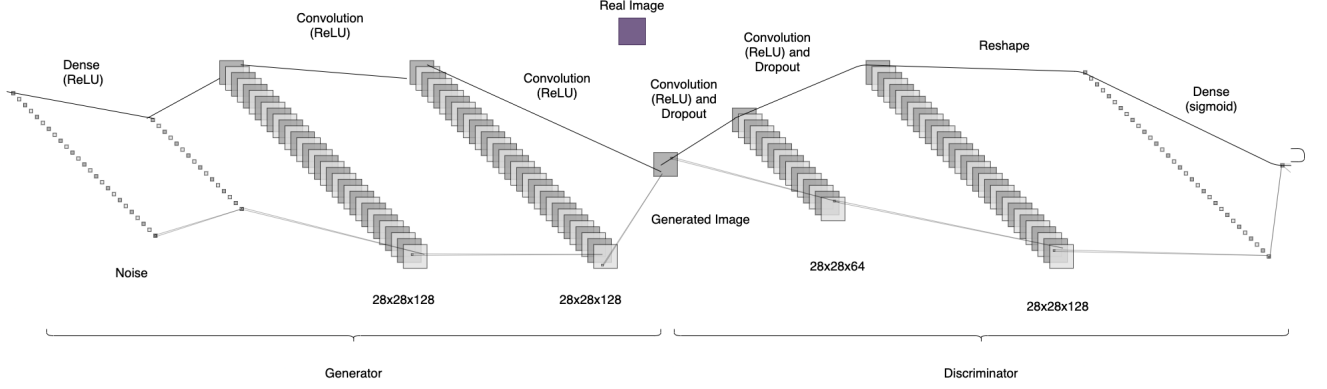 Real Image
Convolution
(ReLU)
Dense
(ReLU)
Convolution
(ReLU)
Convolution
(ReLU) and
Dropout
Convolution
(ReLU) and
Dropout
Reshape
Dense
(sigmoid)
Noise
Generated Image
28x28x128
28x28x128
28x28x64
28x28x128
Generator
Discriminator